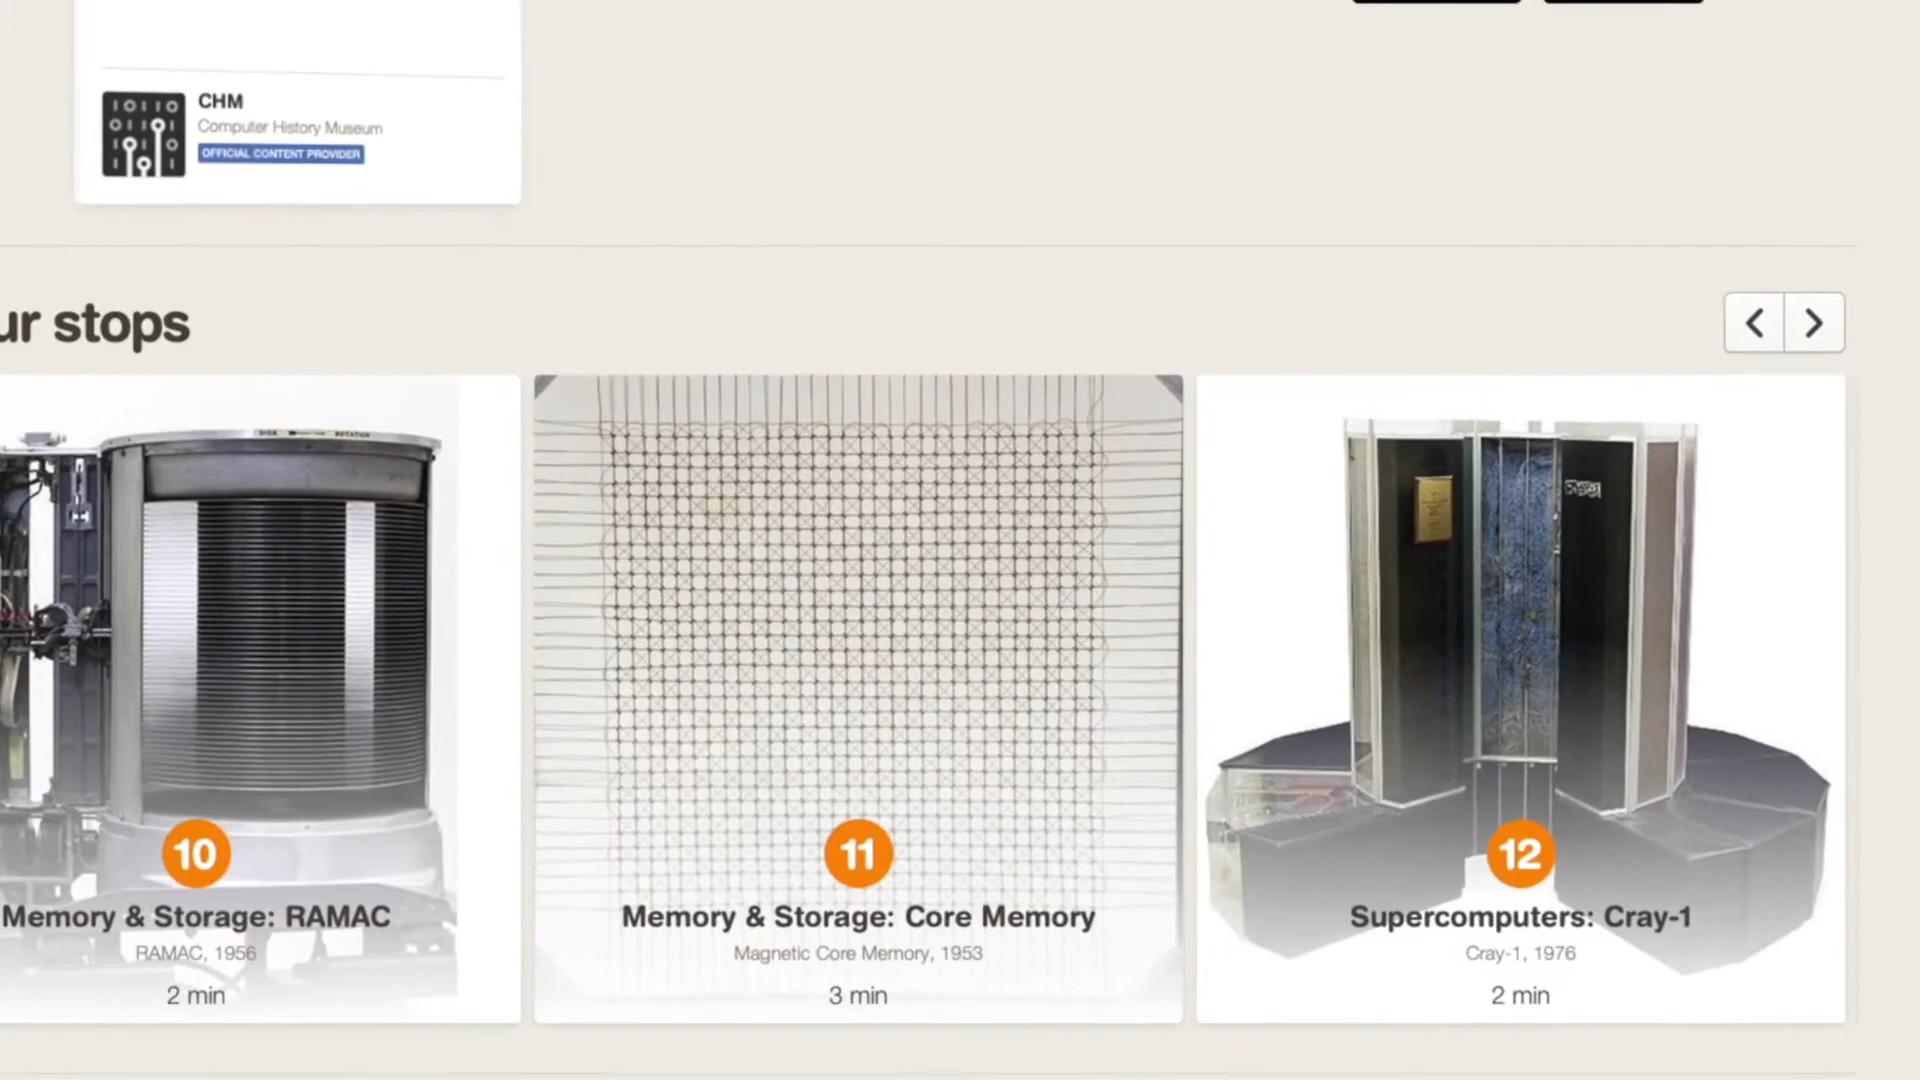 CHM
Computer History Museum
OFFICIAL CONTENT PROVIDER
ur stops
10
Memory & Storage: RAMAC
RAMAC, 1956
2 min
11
Memory & Storage: Core Memory
Magnetic Core Memory, 1953
3 min
12
Supercomputers: Cray-1
Cray-1, 1976
2 min